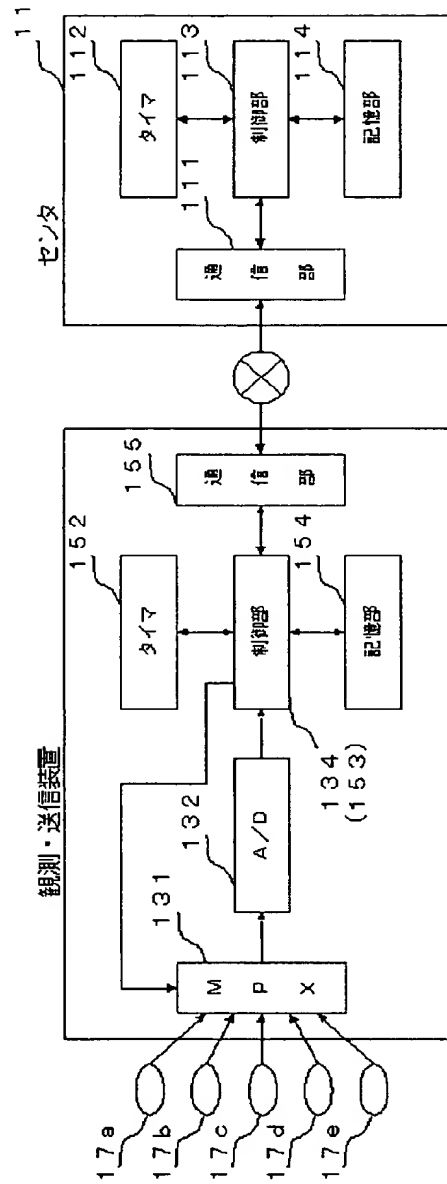 観測・送信装置
17a
17b
17c
17d
17e
131
MPX
132
A/D
134
(153)
制御部
152
タイマ
154
記憶部
155
通信部
センタ
11
111
通信部
112
タイマ
113
制御部
114
記憶部